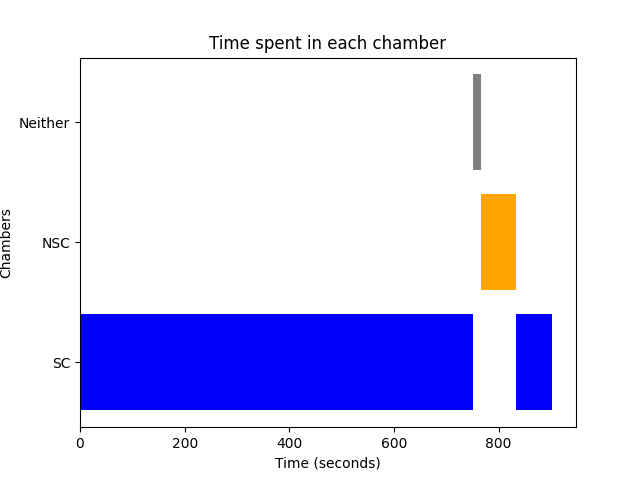 Time spent in each chamber
Neither
NSC
SC
Chambers
0 200 400 600 800
Time (seconds)